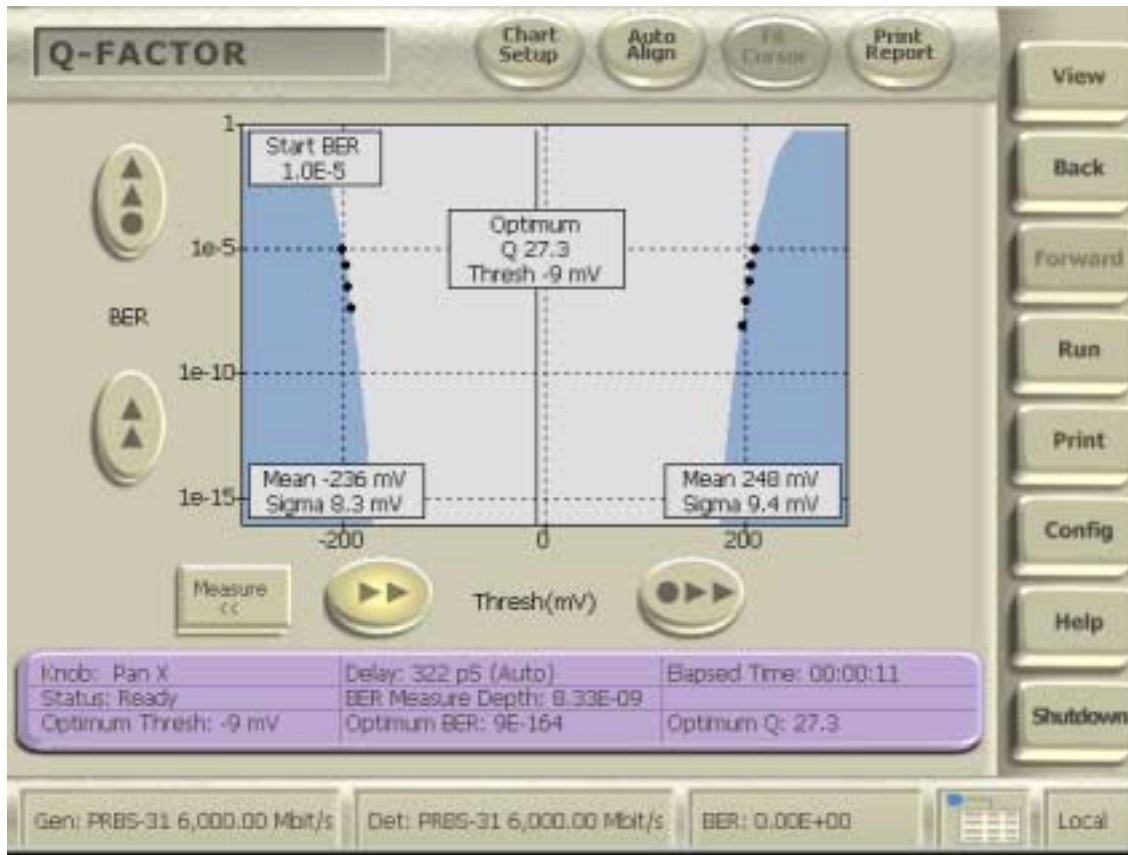 Q-FACTOR
Chart Setup
Auto Align
Fit Cursor
Print Report
View
Back
Forward
Run
Print
Config
Help
Shutdown
1
1e-5
1e-10
1e-15
BER
Start BER
1.0E-5
Optimum
Q 27.3
Thresh -9 mV
Mean -236 mV
Sigma 8.3 mV
Mean 248 mV
Sigma 9.4 mV
-200
0
200
Measure
<<
Thresh(mV)
Knob: Pan X
Delay: 322 pS (Auto)
Elapsed Time: 00:00:11
Status: Ready
BER Measure Depth: 8.33E-09
Optimum Thresh: -9 mV
Optimum BER: 9E-164
Optimum Q: 27.3
Gen: PRBS-31 6,000.00 Mbit/s
Det: PRBS-31 6,000.00 Mbit/s
BER: 0.00E+00
Local